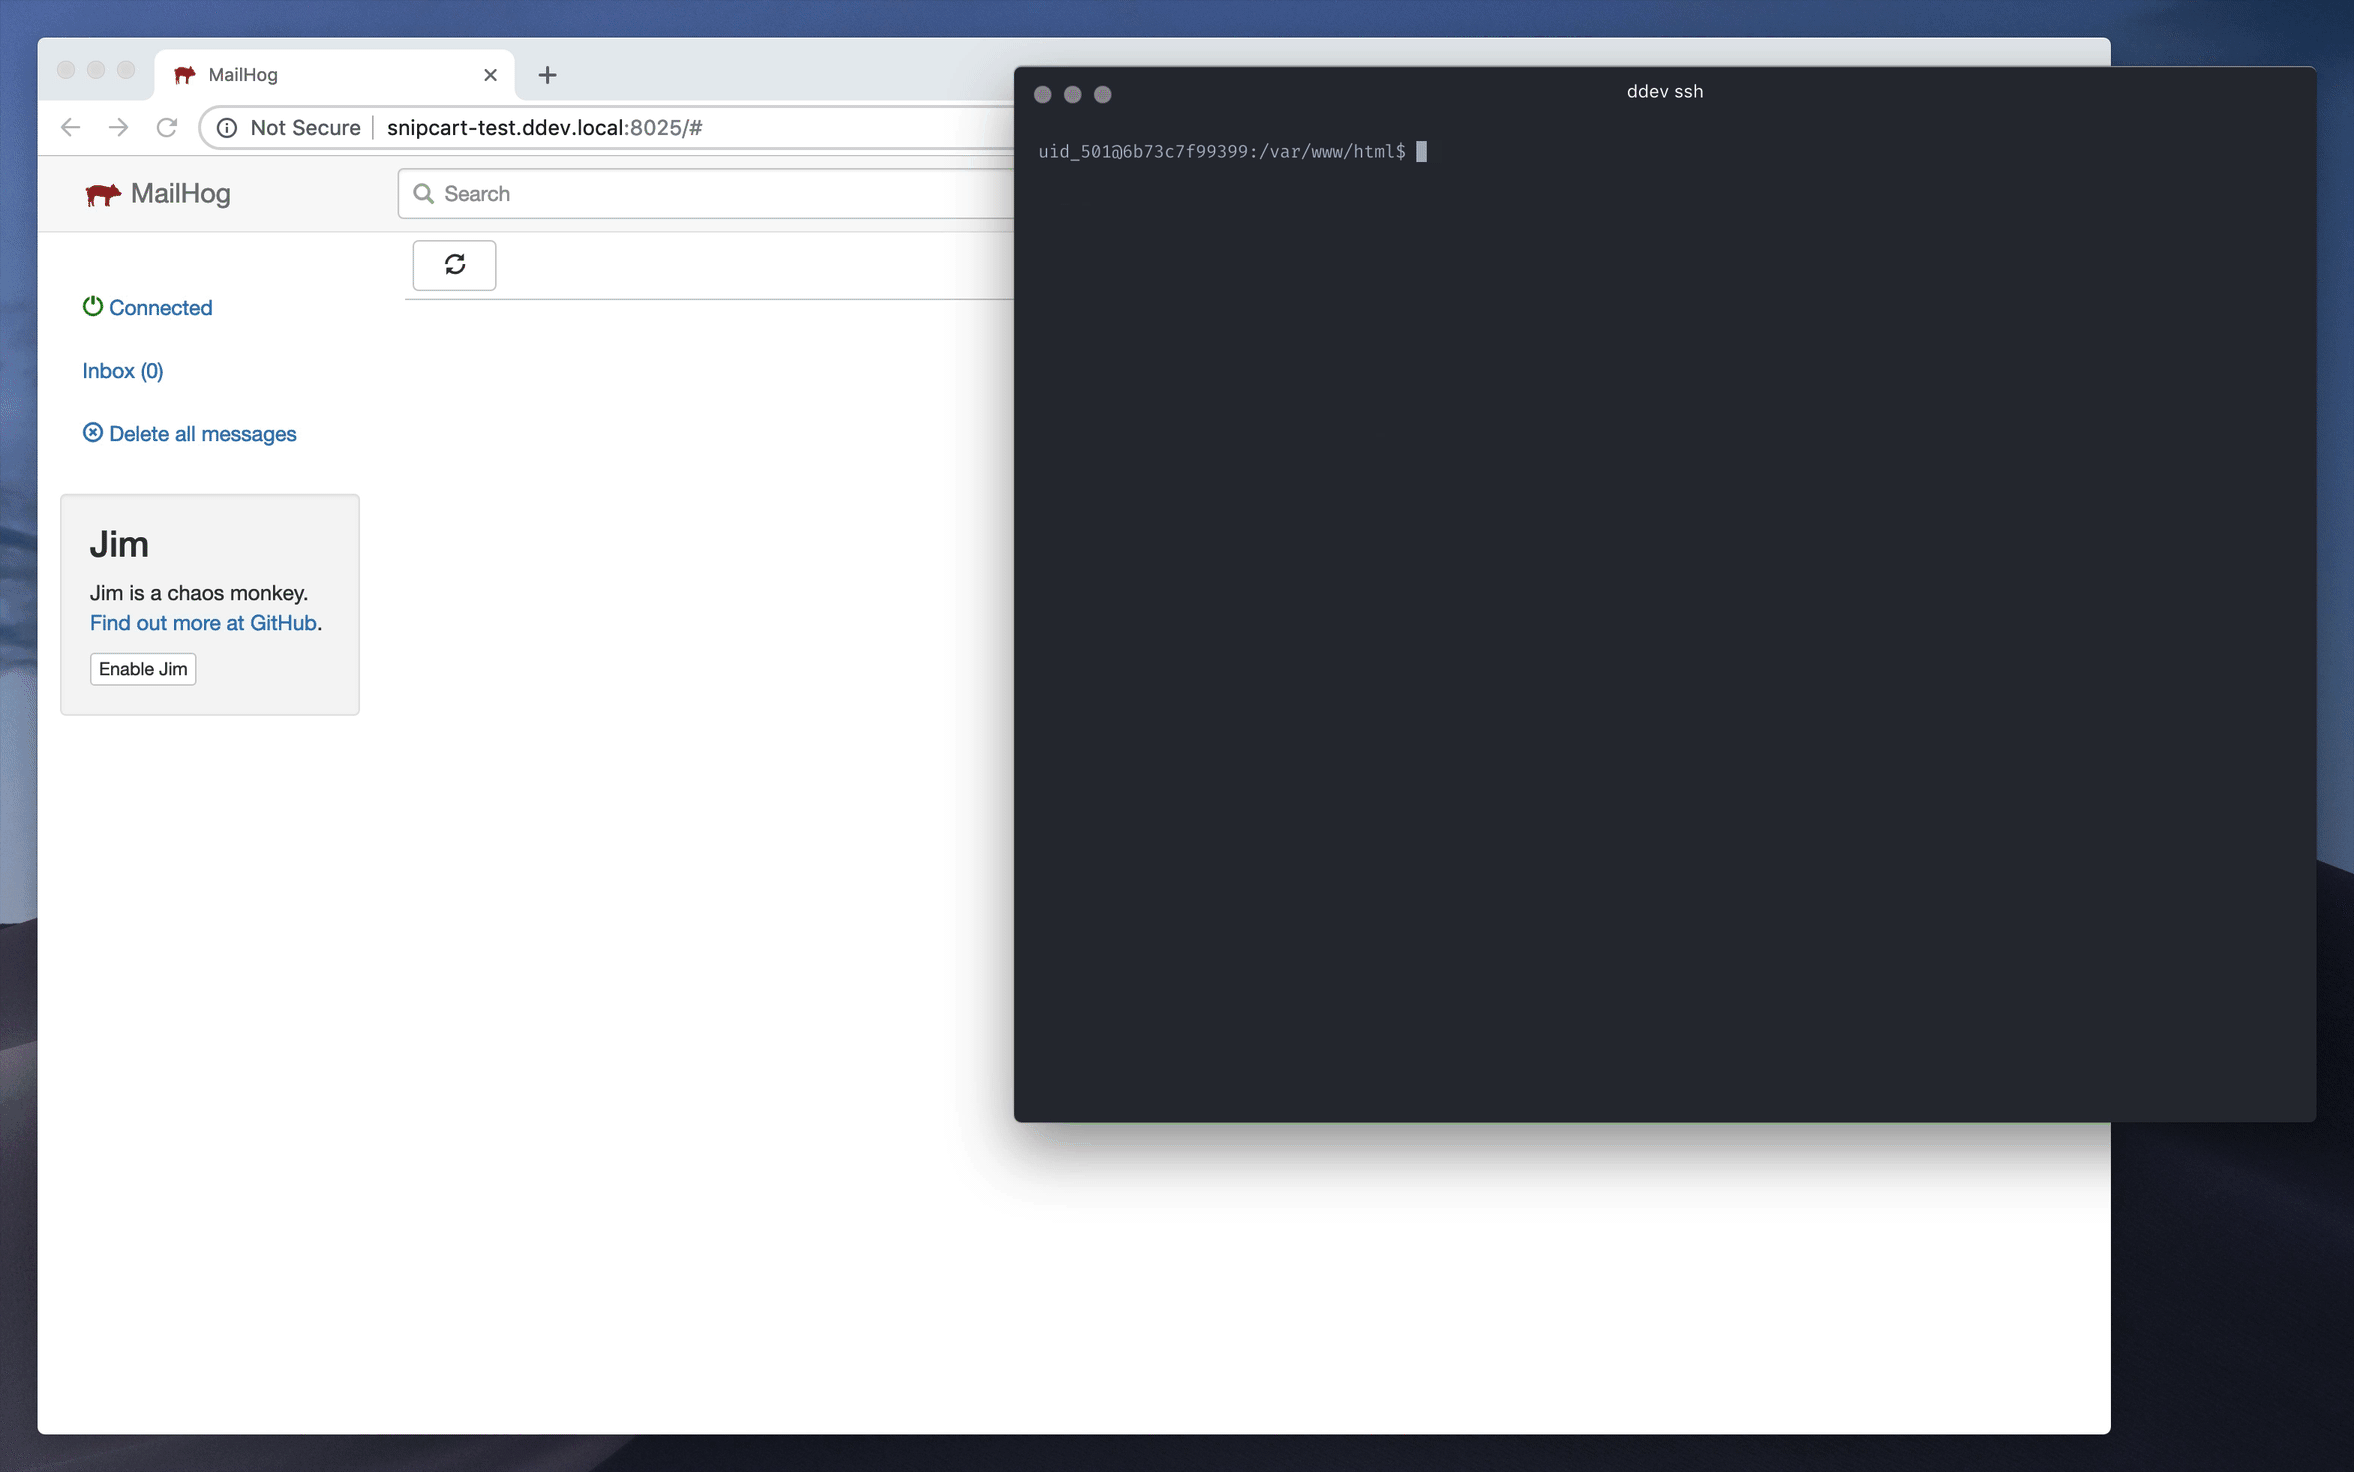 MailHog
Not Secure | snipcart-test.ddev.local:8025/#
MailHog
Search
Connected
Inbox (0)
Delete all messages
Jim
Jim is a chaos monkey.
Find out more at GitHub.
Enable Jim
ddev ssh
uid_501@6b73c7f99399:/var/www/html$